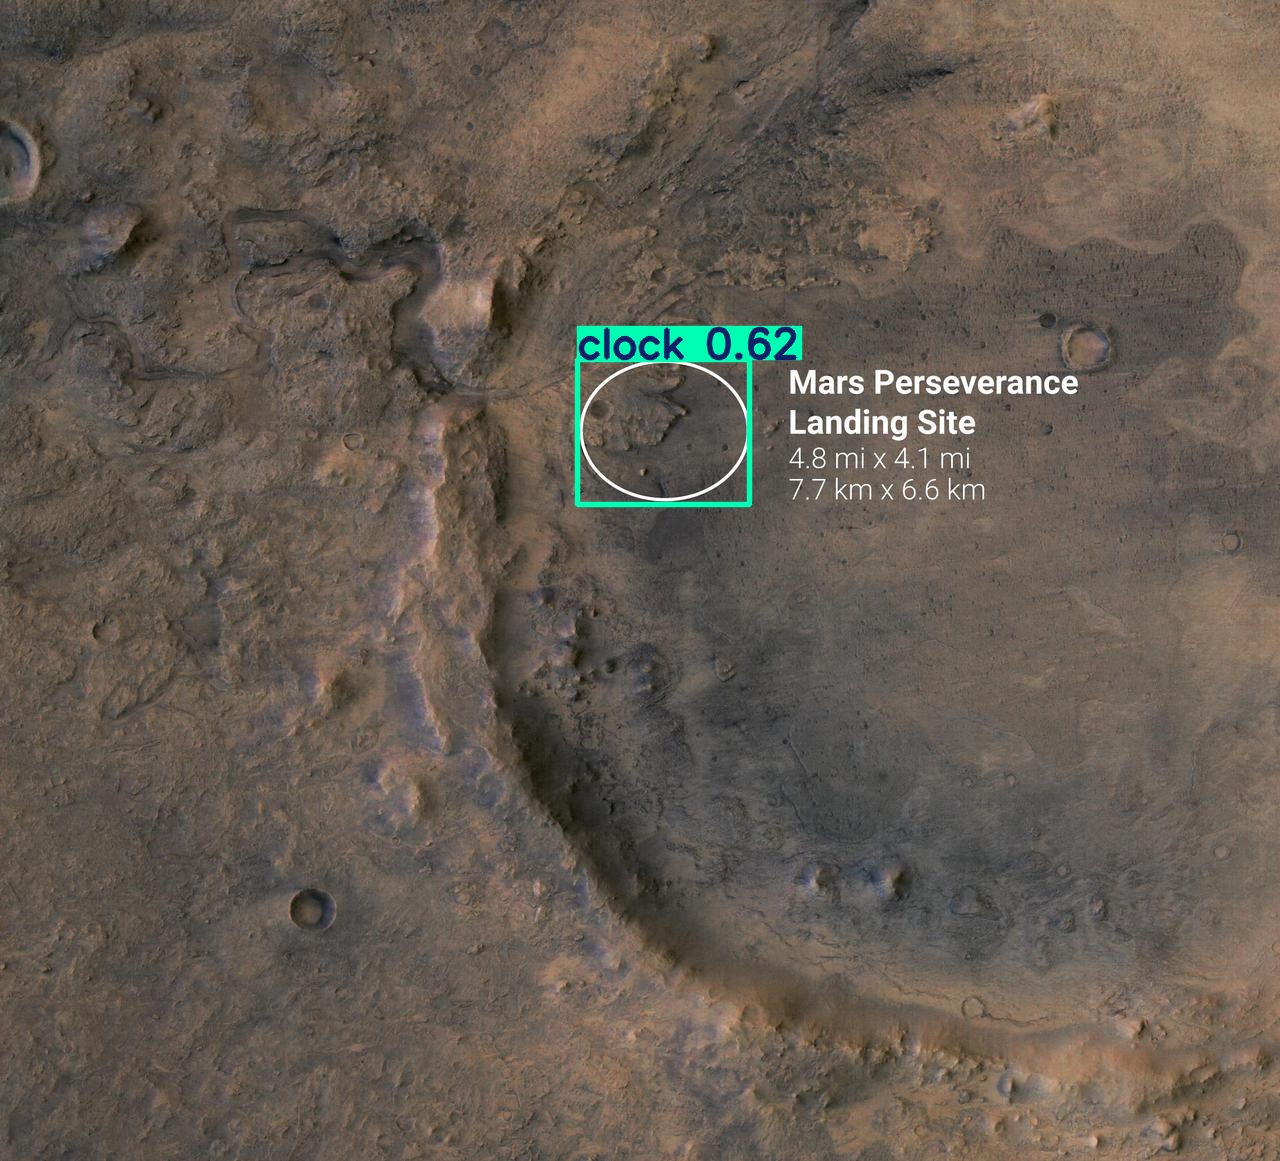 clock 0.62
Mars Perseverance
Landing Site
4.8 mi x 4.1 mi
7.7 km x 6.6 km